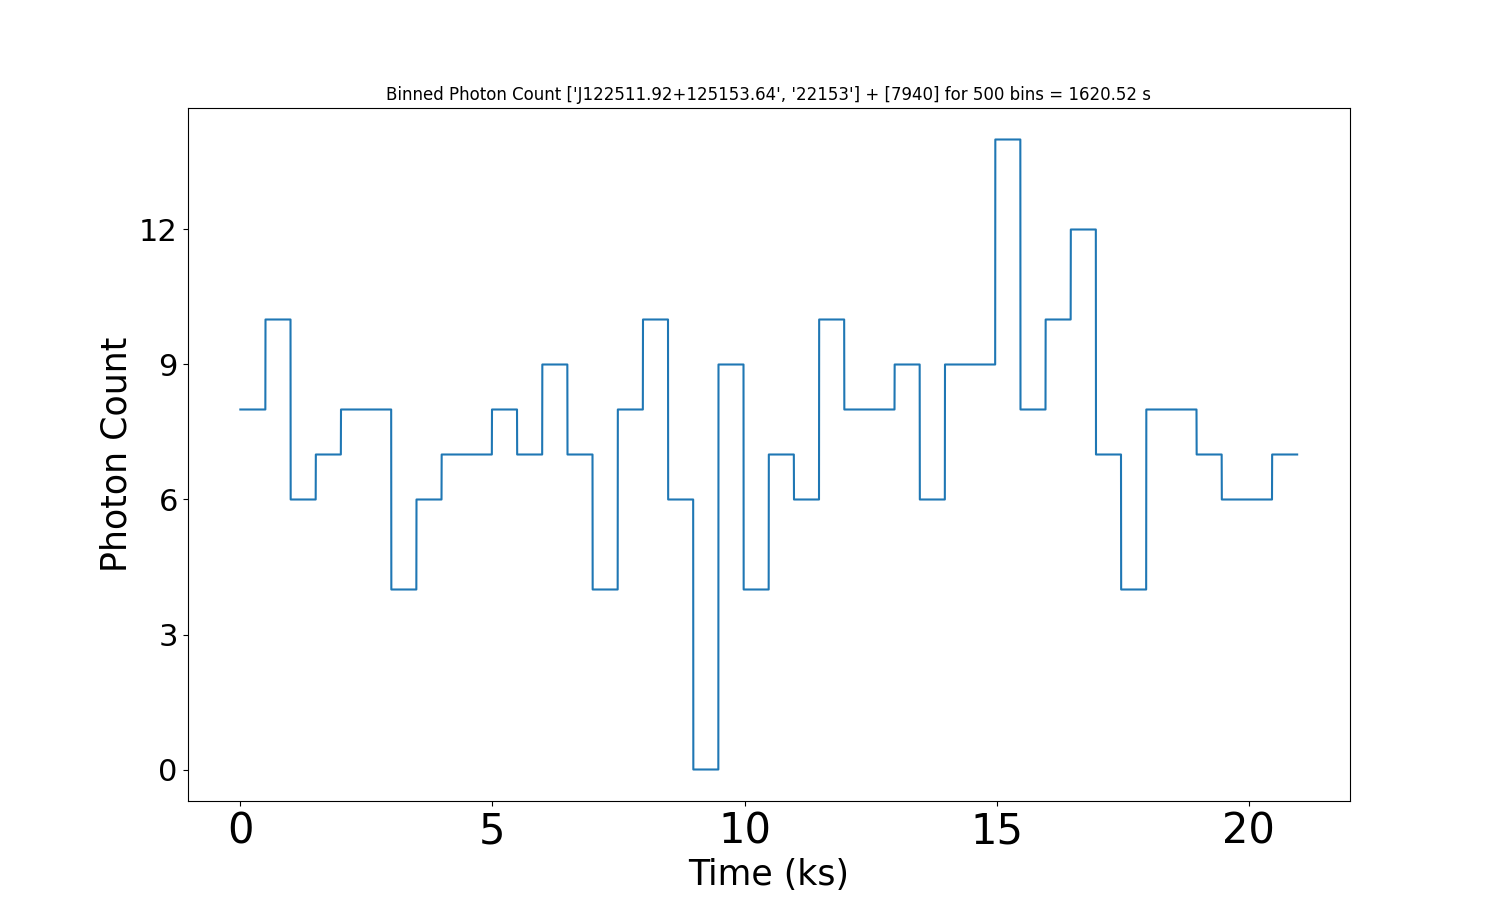 Binned Photon Count ['J122511.92+125153.64', '22153'] + [7940] for 500 bins = 1620.52 s
Photon Count
12
9
6
3
0
0 5 10 15 20
Time (ks)